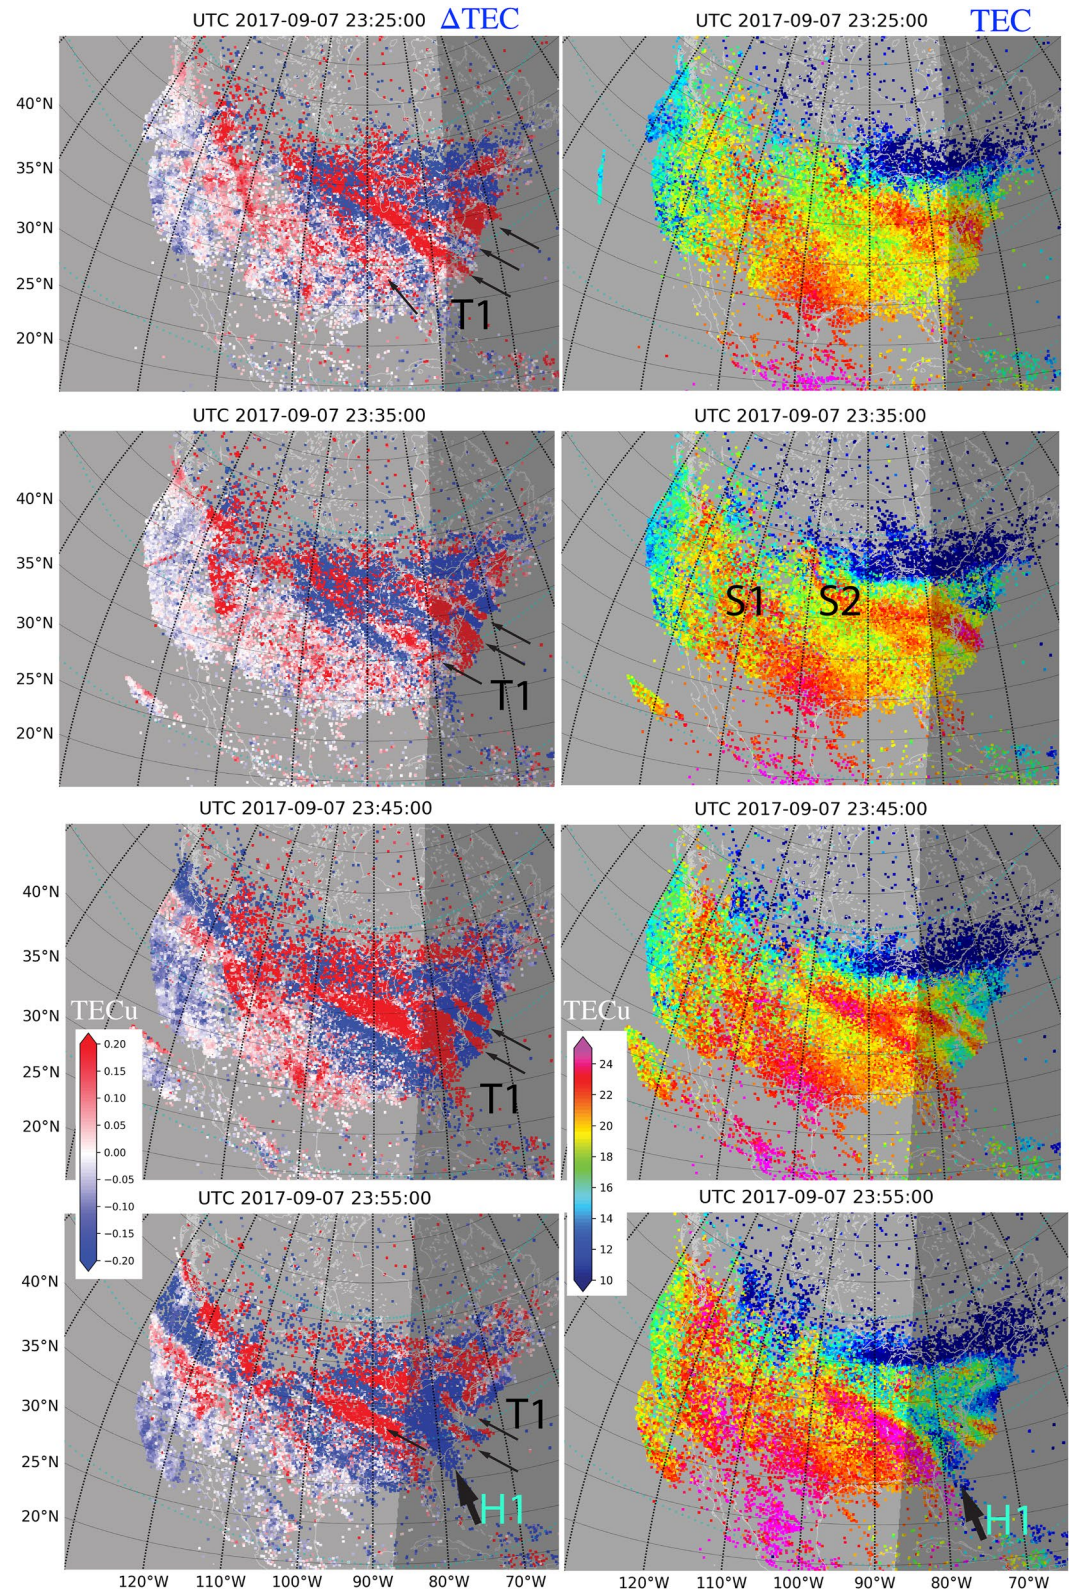 UTC 2017-09-07 23:25:00 ΔTEC
UTC 2017-09-07 23:25:00 TEC
40°N
35°N
30°N
25°N
20°N
T1
UTC 2017-09-07 23:35:00
UTC 2017-09-07 23:35:00
40°N
35°N
30°N
25°N
20°N
T1
S1 S2
UTC 2017-09-07 23:45:00
UTC 2017-09-07 23:45:00
40°N
35°N
30°N
25°N
20°N
TECu
0.20
0.15
0.10
0.05
0.00
−0.05
−0.10
−0.15
−0.20
T1
TECu
24
22
20
18
16
14
12
10
UTC 2017-09-07 23:55:00
UTC 2017-09-07 23:55:00
40°N
35°N
30°N
25°N
20°N
T1
H1
H1
120°W 110°W 100°W 90°W 80°W 70°W
120°W 110°W 100°W 90°W 80°W 70°W